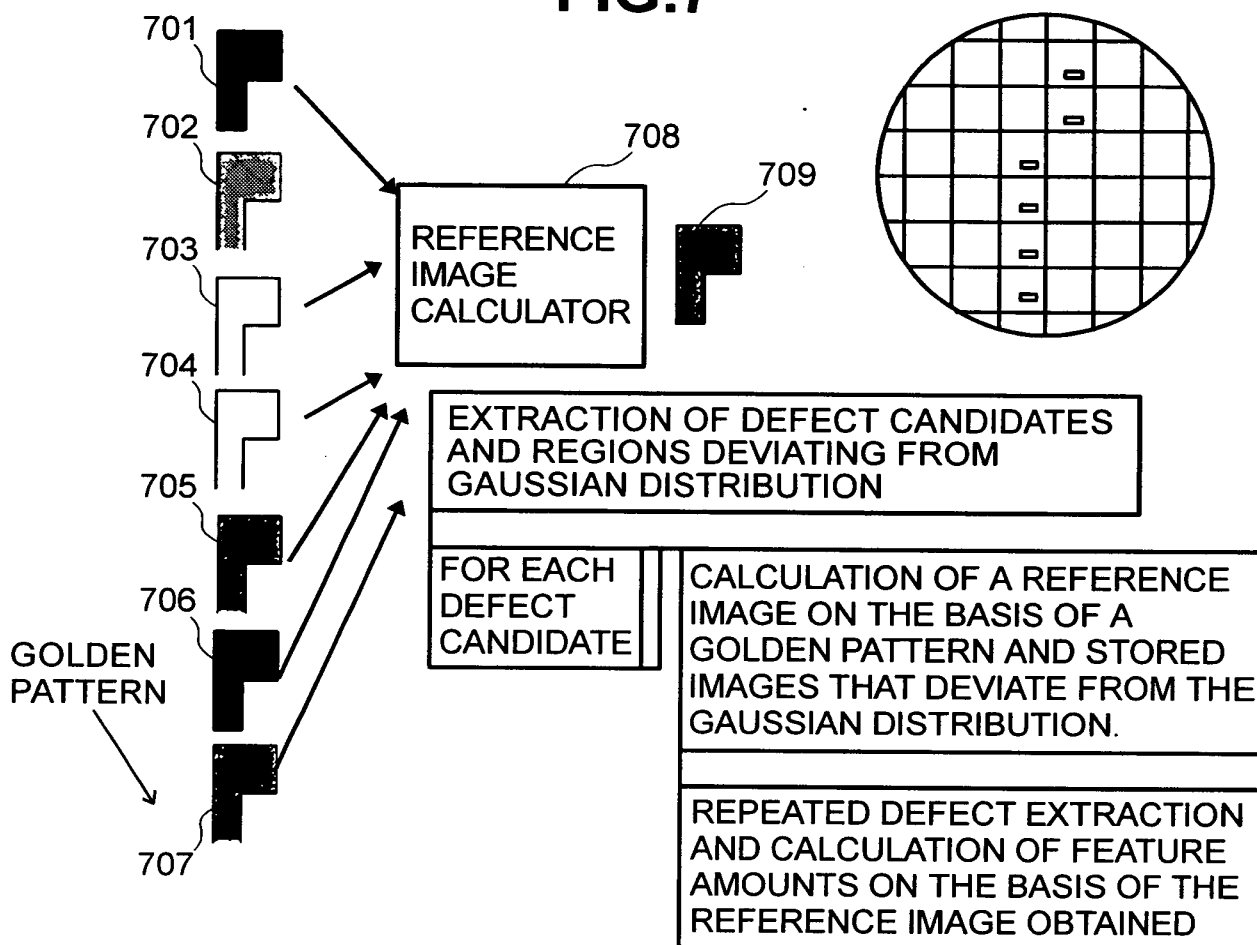 FIG.7
701
702
703
704
705
706
GOLDEN
PATTERN
707
708
REFERENCE
IMAGE
CALCULATOR
709
EXTRACTION OF DEFECT CANDIDATES
AND REGIONS DEVIATING FROM
GAUSSIAN DISTRIBUTION
FOR EACH
DEFECT
CANDIDATE
CALCULATION OF A REFERENCE
IMAGE ON THE BASIS OF A
GOLDEN PATTERN AND STORED
IMAGES THAT DEVIATE FROM THE
GAUSSIAN DISTRIBUTION.
REPEATED DEFECT EXTRACTION
AND CALCULATION OF FEATURE
AMOUNTS ON THE BASIS OF THE
REFERENCE IMAGE OBTAINED